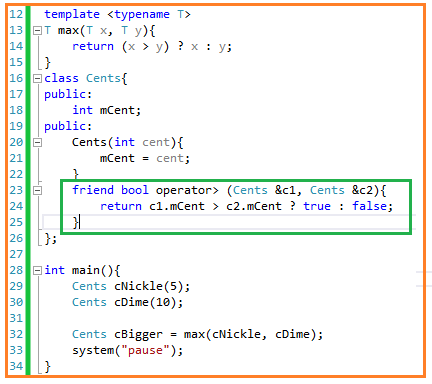 12 template <typename T>
13 T max(T x, T y){
14     return (x > y) ? x : y;
15 }
16 class Cents{
17 public:
18     int mCent;
19 public:
20     Cents(int cent){
21         mCent = cent;
22     }
23     friend bool operator> (Cents &c1, Cents &c2){
24         return c1.mCent > c2.mCent ? true : false;
25     }
26 };
27
28 int main(){
29     Cents cNickle(5);
30     Cents cDime(10);
31
32     Cents cBigger = max(cNickle, cDime);
33     system("pause");
34 }